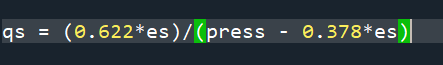 qs = (0.622*es)/(press - 0.378*es)